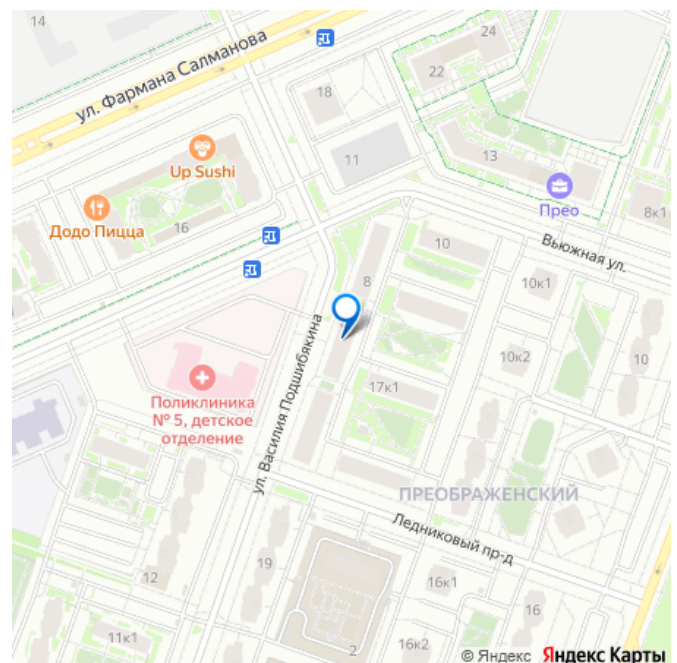 14
24
ул. Фармана Салманова
22
18
11
13
Up Sushi
Прео
8к1
Додо Пицца
16
10
Вьюжная ул.
8
10к1
10к2
10
ул. Василия Подшибякина
Поликлиника
№ 5, детское
отделение
17к1
ПРЕОБРАЖЕНСКИЙ
Ледниковый пр-д
12
19
16к1
16
11к1
2
16к2
© Яндекс Яндекс Карты